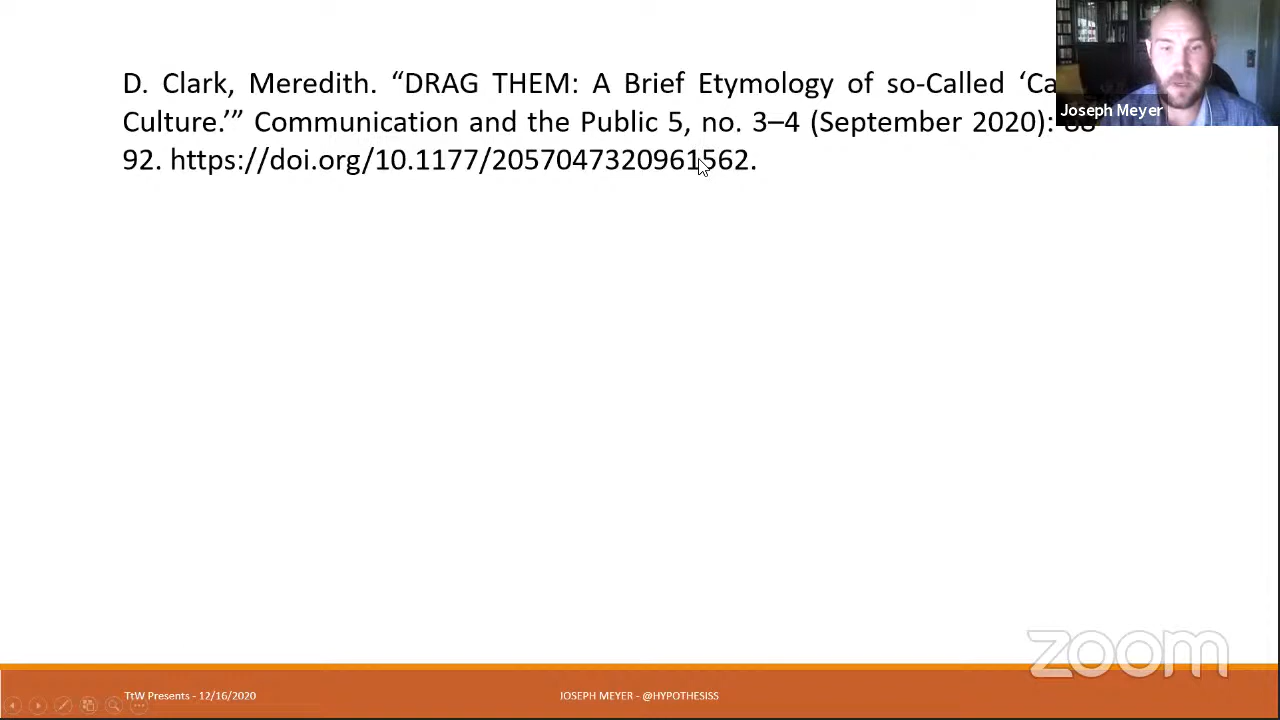 D. Clark, Meredith. “DRAG THEM: A Brief Etymology of so-Called ‘Ca
Culture.’” Communication and the Public 5, no. 3–4 (September 2020):
92. https://doi.org/10.1177/2057047320961562.
Joseph Meyer
zoom
TtW Presents - 12/16/2020
JOSEPH MEYER - @HYPOTHESISS